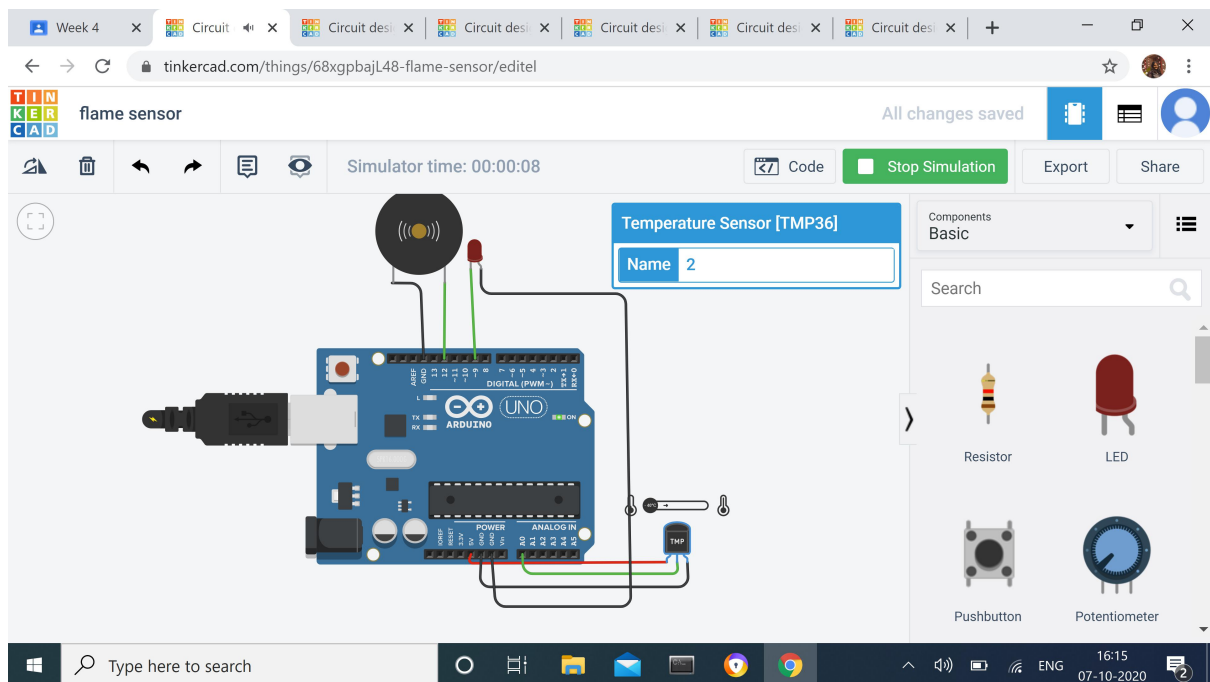 Week 4
Circuit
Circuit desi
Circuit desi
Circuit desi
Circuit desi
Circuit des
tinkercad.com/things/68xgpbajL48-flame-sensor/editel
TIN
KER
CAD
flame sensor
All changes saved
Simulator time: 00:00:08
Code
Stop Simulation
Export
Share
Temperature Sensor [TMP36]
Name 2
Components
Basic
Search
AREF
GND
13
12
~11
~10
~9
8
7
~6
~5
4
~3
2
TX→1
RX←0
DIGITAL (PWM~)
L
TX
RX
UNO
ARDUINO
ON
POWER
ANALOG IN
IOREF
RESET
3.3V
5V
GND
GND
Vin
A0
A1
A2
A3
A4
A5
TMP
Resistor
LED
Pushbutton
Potentiometer
Type here to search
ENG
16:15
07-10-2020
2